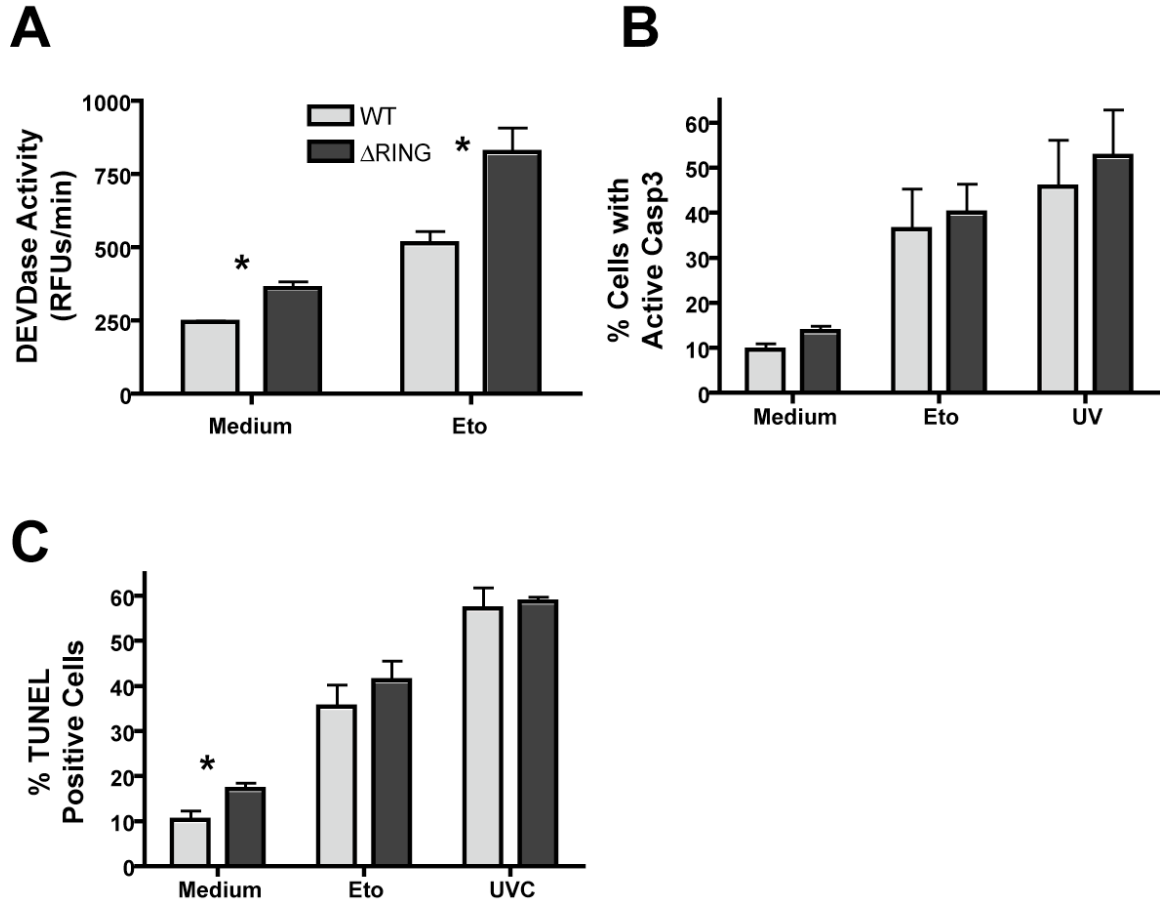 A
DEVDase Activity
(RFUs/min)
1000
750
500
250
0
WT
ΔRING
*
*
Medium
Eto
B
% Cells with
Active Casp3
60
50
40
30
20
10
0
Medium
Eto
UV
C
% TUNEL
Positive Cells
60
50
40
30
20
10
0
*
Medium
Eto
UVC